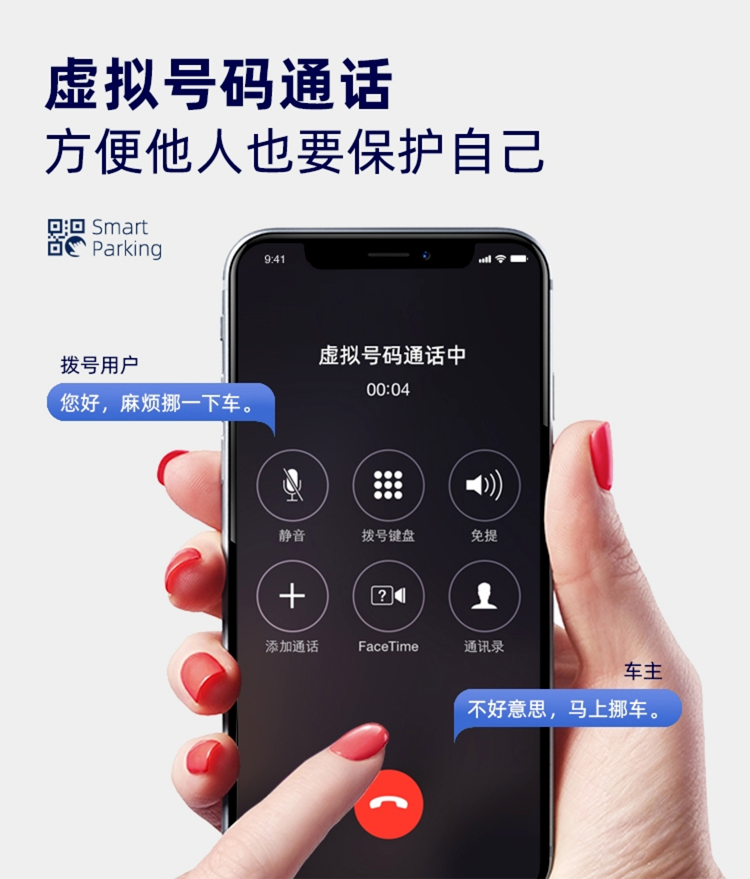 虚拟号码通话
方便他人也要保护自己
Smart
Parking
9:41
虚拟号码通话中
00:04
拨号用户
您好，麻烦挪一下车。
静音
拨号键盘
免提
添加通话
FaceTime
通讯录
车主
不好意思，马上挪车。